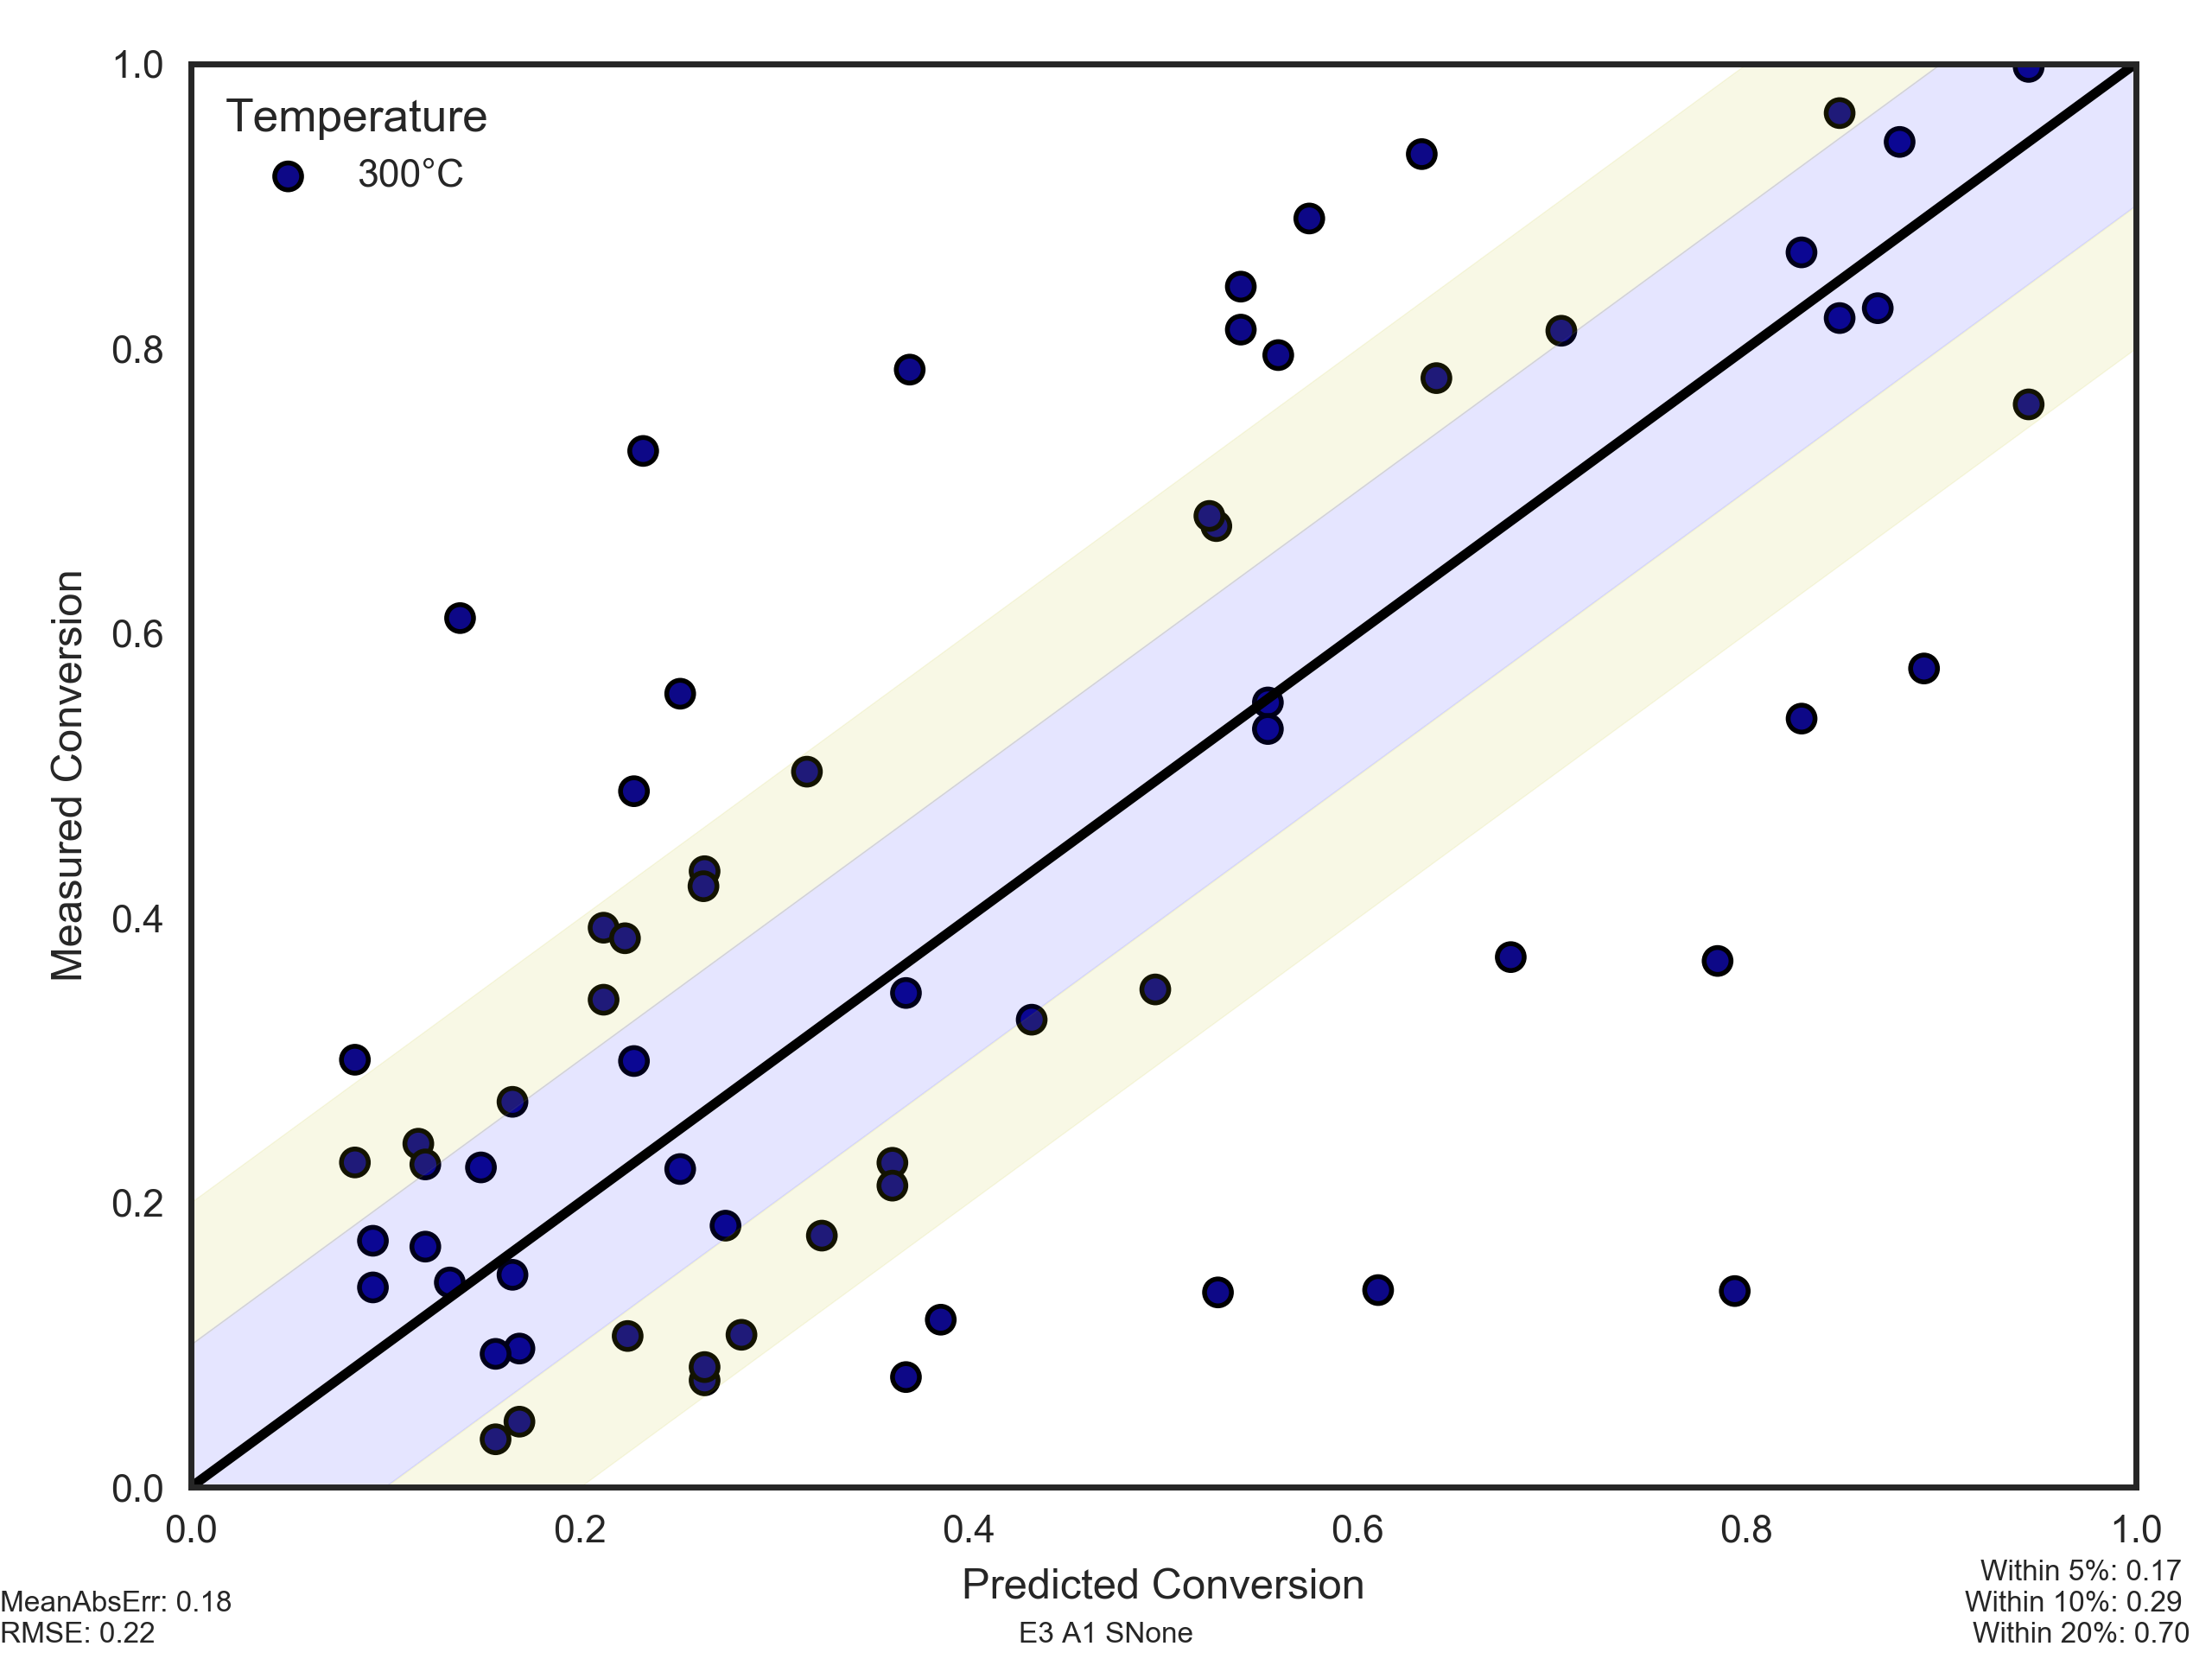 Temperature
300°C
1.0
0.8
0.6
0.4
0.2
0.0
Measured Conversion
0.0 0.2 0.4 0.6 0.8 1.0
Predicted Conversion
E3 A1 SNone
MeanAbsErr: 0.18
RMSE: 0.22
Within 5%: 0.17
Within 10%: 0.29
Within 20%: 0.70